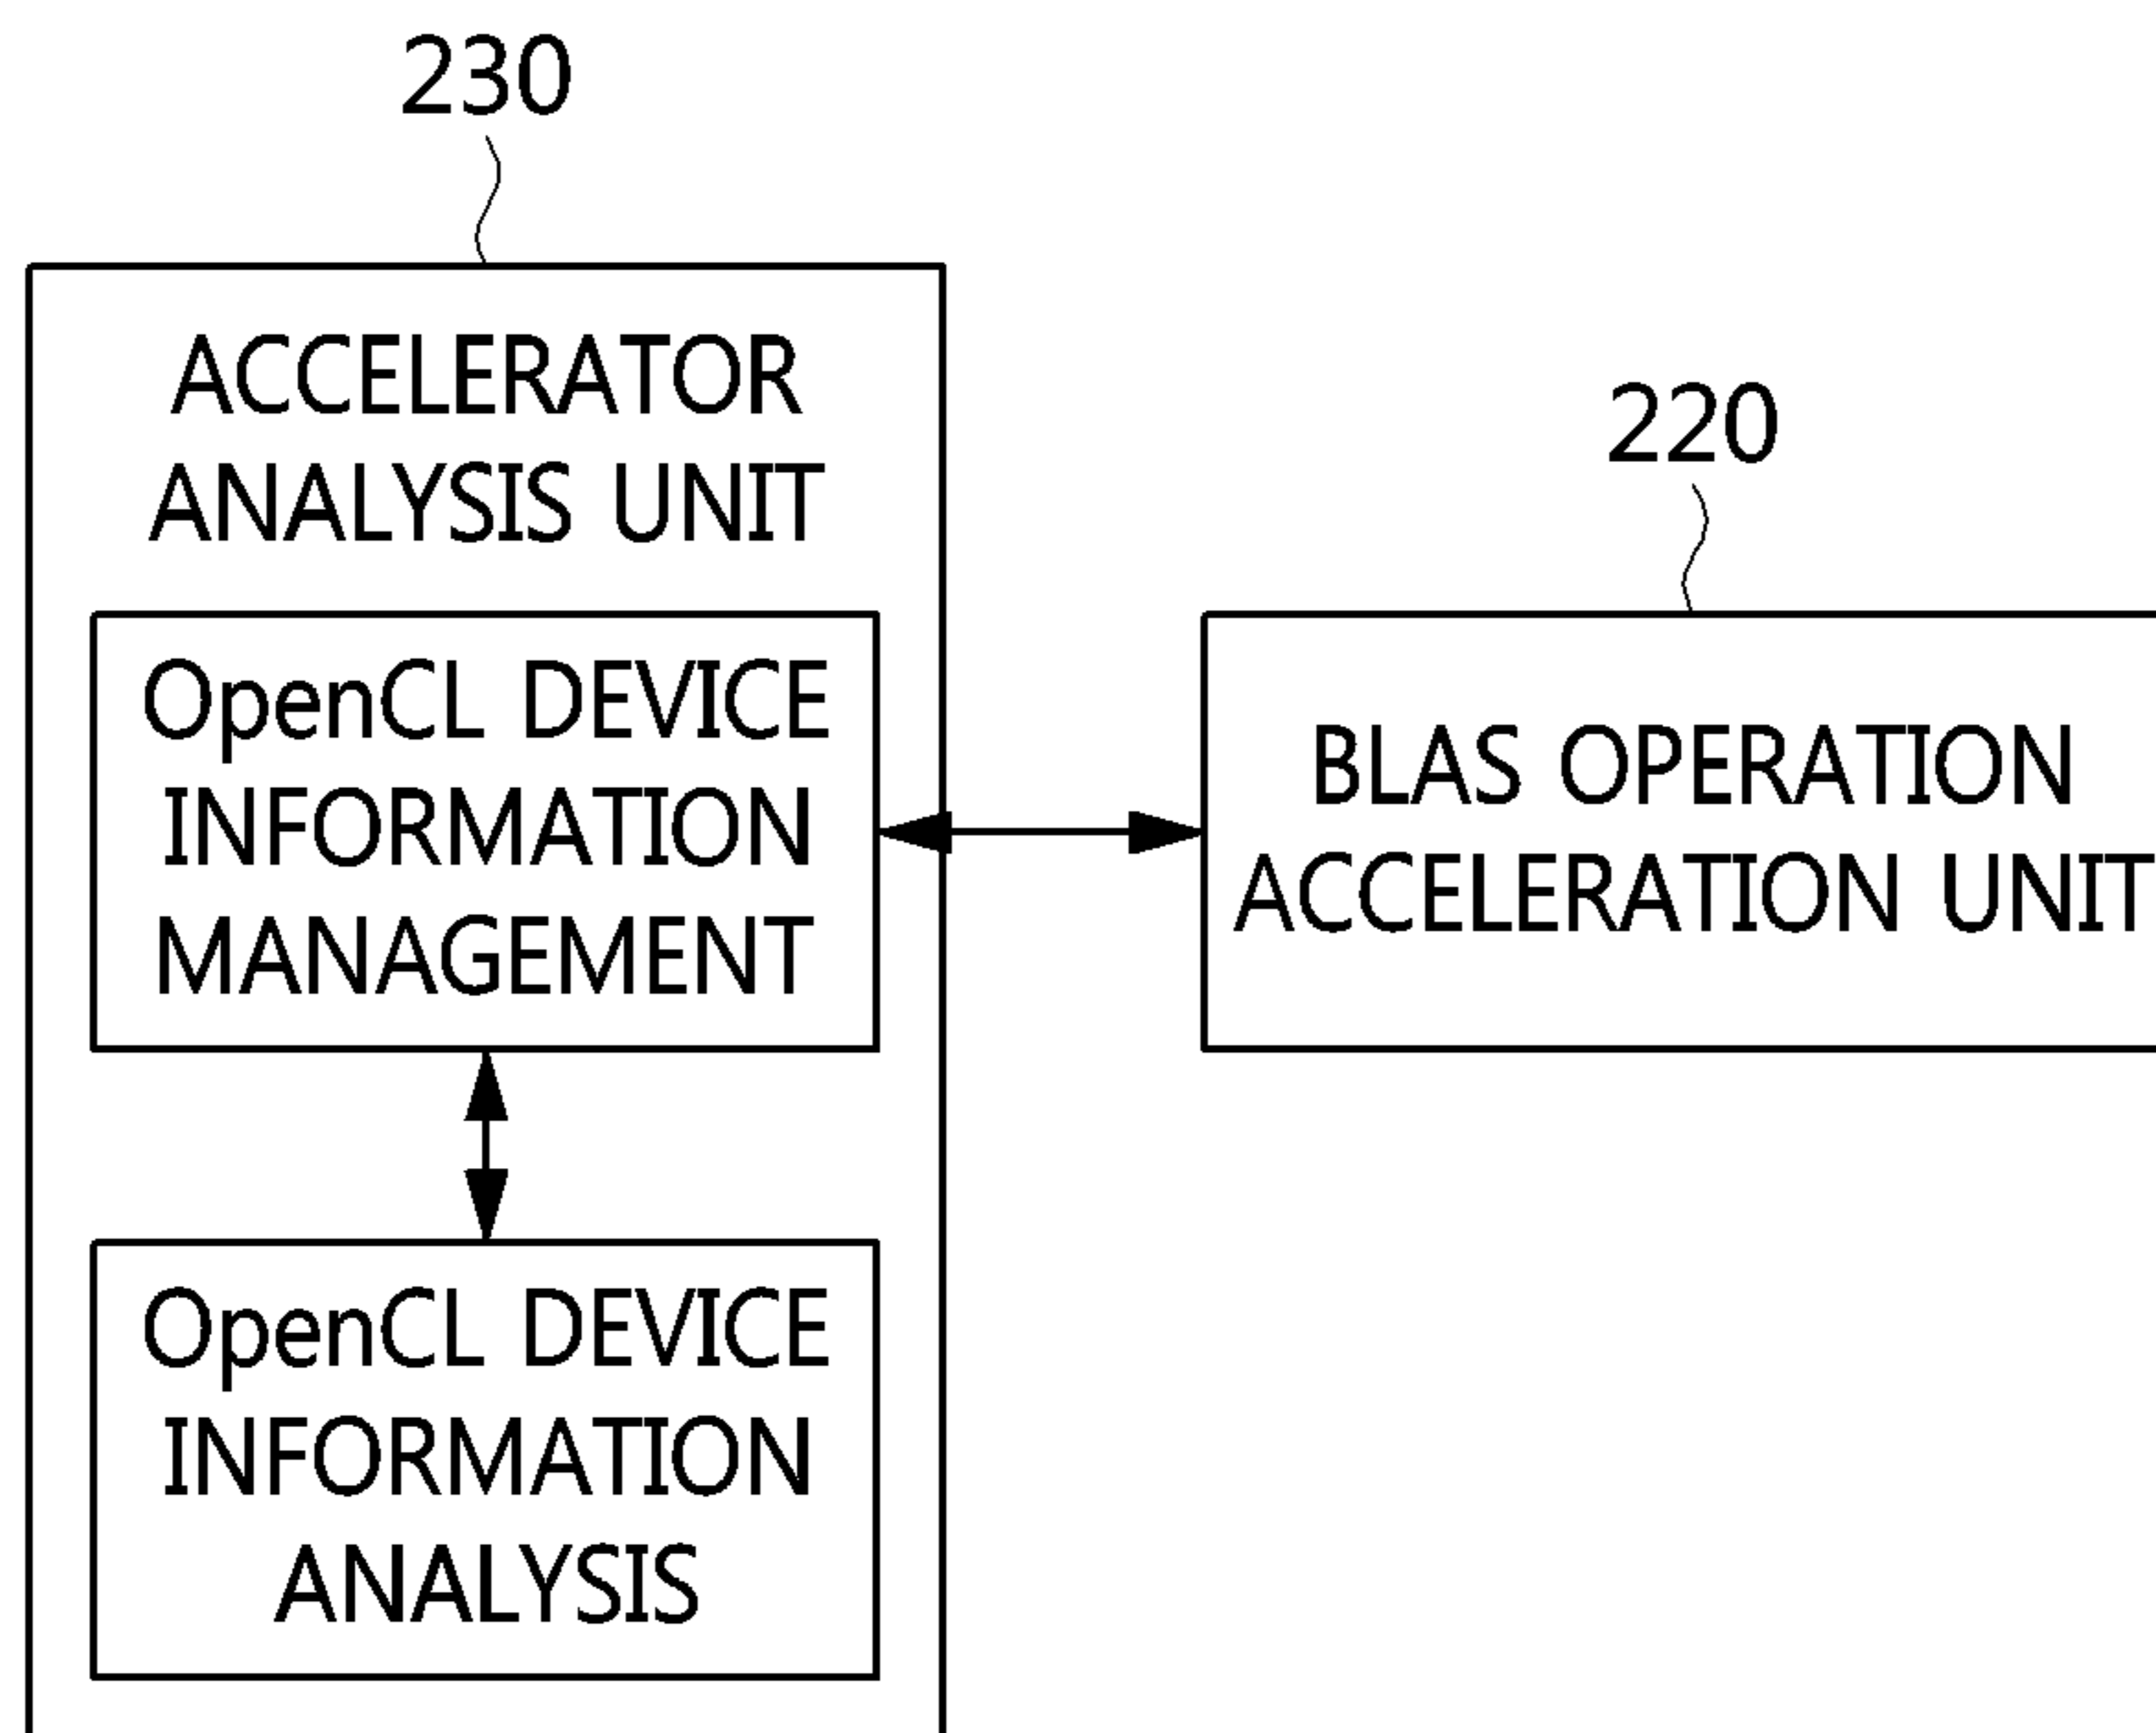 230
ACCELERATOR
ANALYSIS UNIT
OpenCL DEVICE
INFORMATION
MANAGEMENT
OpenCL DEVICE
INFORMATION
ANALYSIS
220
BLAS OPERATION
ACCELERATION UNIT